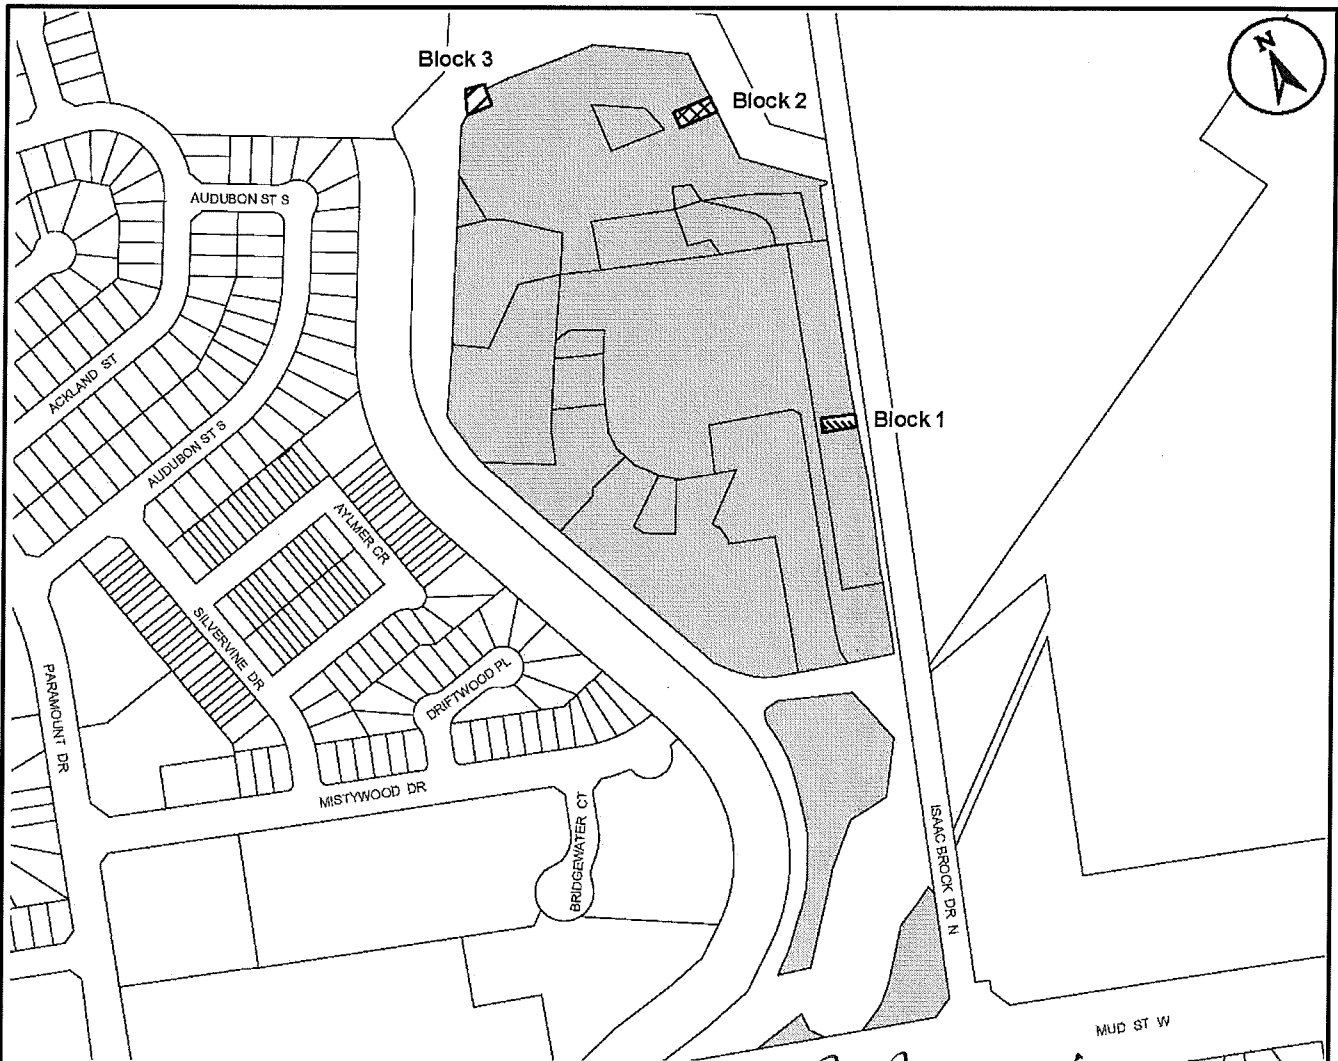 N
Block 3
Block 2
AUDUBON ST S
ACKLAND ST
Block 1
AUDUBON ST S
AYLMER CR
SILVERVINE DR
DRIFTWOOD PL
PARAMOUNT DR
MISTYWOOD DR
BRIDGEWATER CT
ISAAC BROCK DR N
MUD ST W